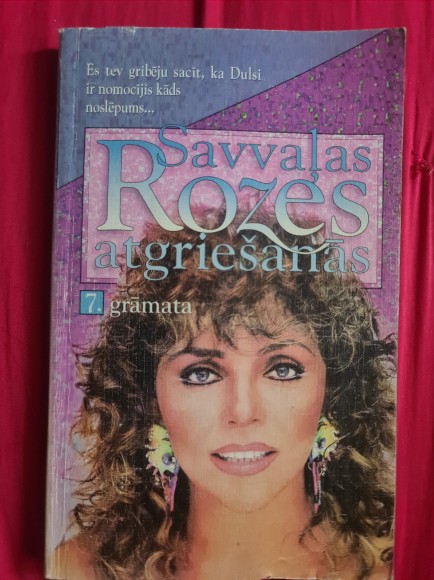 Es tev gribēju sacīt, ka Dulsi
ir nomocījis kāds
noslēpums...
Savvaļas
Rozes
atgriešanās
7. grāmata